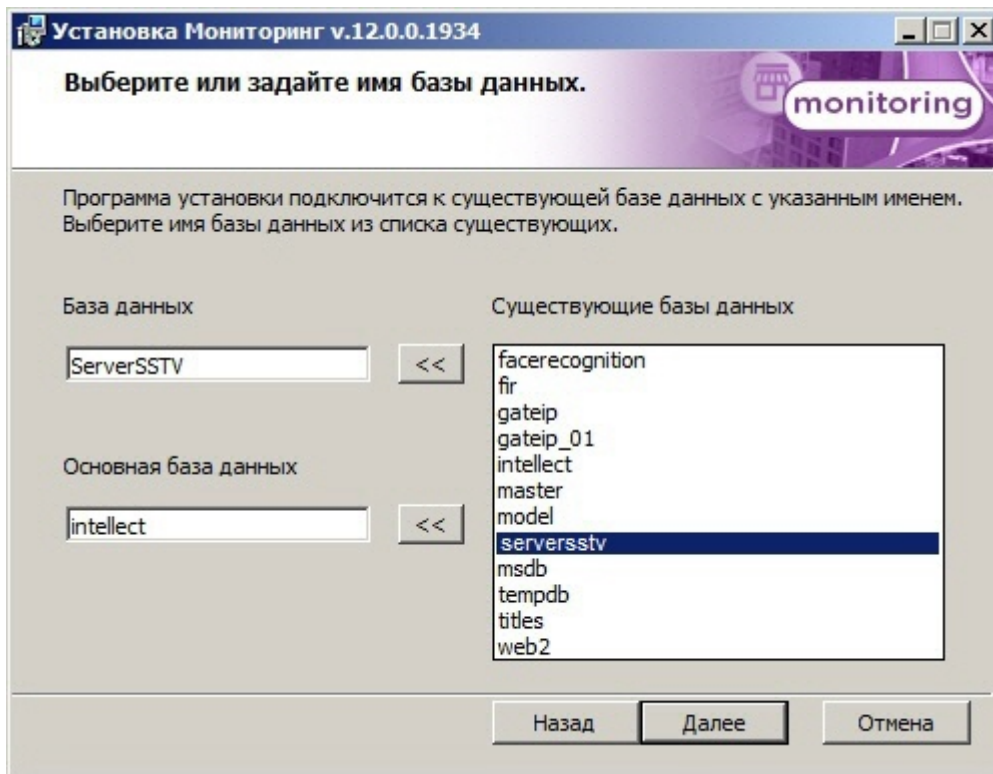 Установка Мониторинг v.12.0.0.1934
Выберите или задайте имя базы данных.
monitoring
Программа установки подключится к существующей базе данных с указанным именем.
Выберите имя базы данных из списка существующих.
База данных
Существующие базы данных
ServerSSTV
<<
facerecognition
fir
gateip
gateip_01
intellect
master
model
serversstv
msdb
tempdb
titles
web2
Основная база данных
intellect
<<
Назад
Далее
Отмена